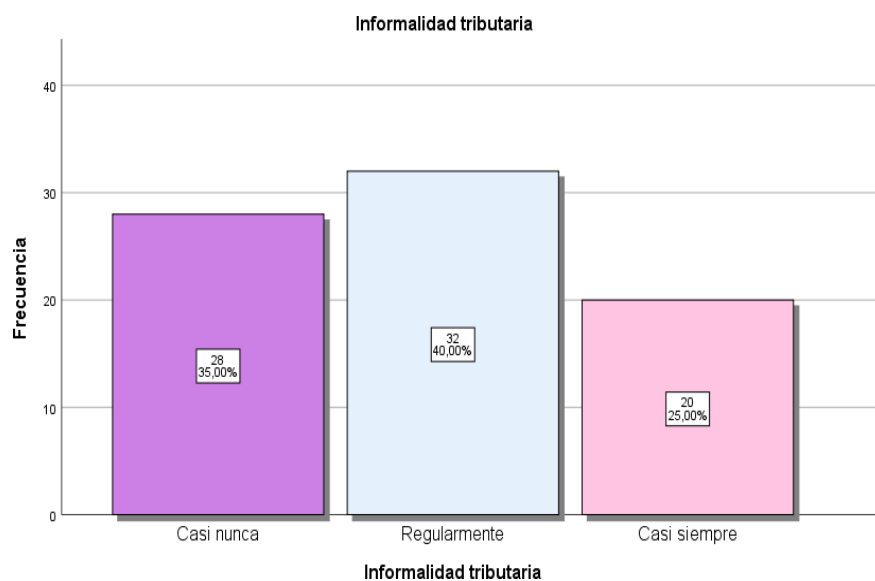 Informalidad tributaria
Frecuencia
40
30
20
10
0
28
35,00%
32
40,00%
20
25,00%
Casi nunca
Regularmente
Casi siempre
Informalidad tributaria